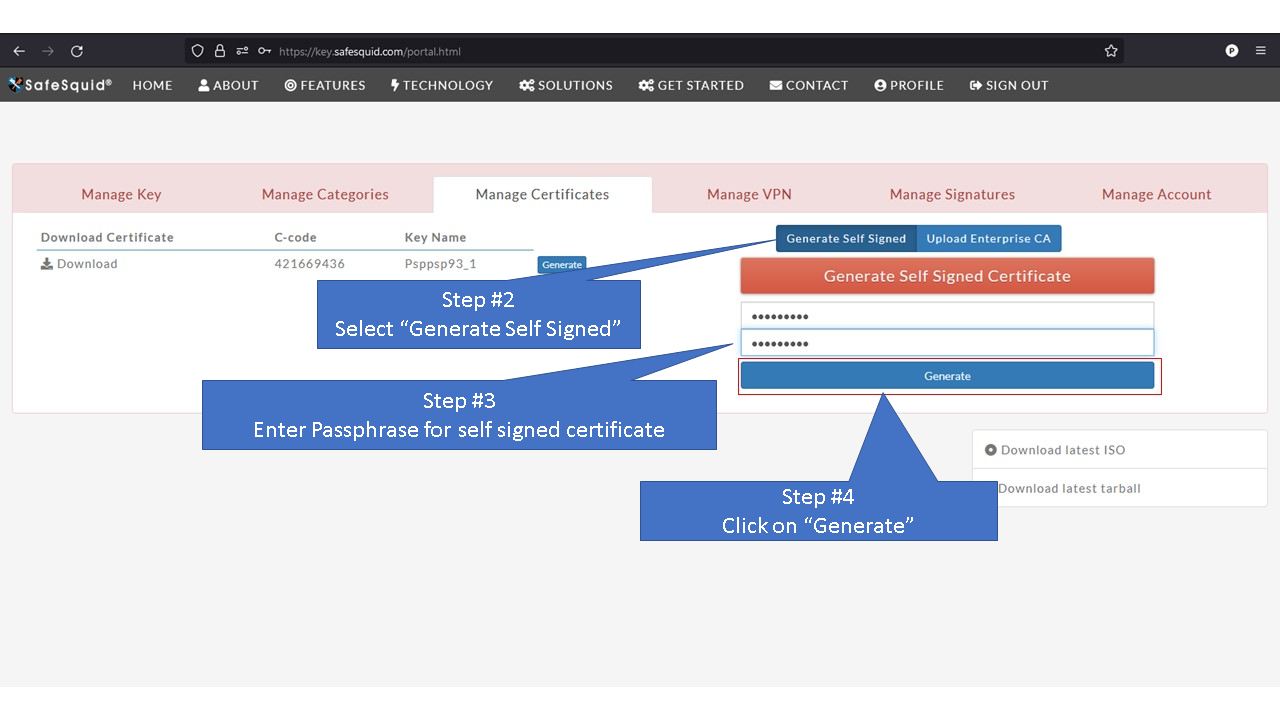 https://key.safesquid.com/portal.html
P
SafeSquid® HOME ABOUT FEATURES TECHNOLOGY SOLUTIONS GET STARTED CONTACT PROFILE SIGN OUT
Manage Key Manage Categories Manage Certificates Manage VPN Manage Signatures Manage Account
Download Certificate C-code Key Name
Generate Self Signed Upload Enterprise CA
Download 421669436 Psppsp93_1 Generate
Generate Self Signed Certificate
Step #2
Select “Generate Self Signed”
•••••••••
•••••••••
Generate
Step #3
Enter Passphrase for self signed certificate
Download latest ISO
Download latest tarball
Step #4
Click on “Generate”